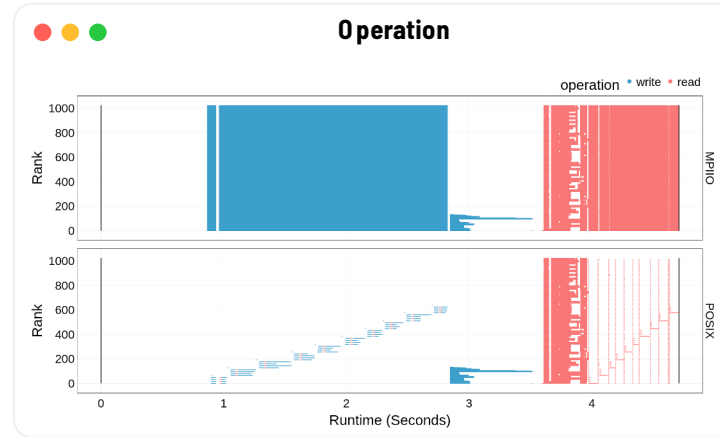 Operation
operation write read
1000
800
600
400
200
0
Rank
MPIIO
1000
800
600
400
200
0
Rank
POSIX
0 1 2 3 4
Runtime (Seconds)